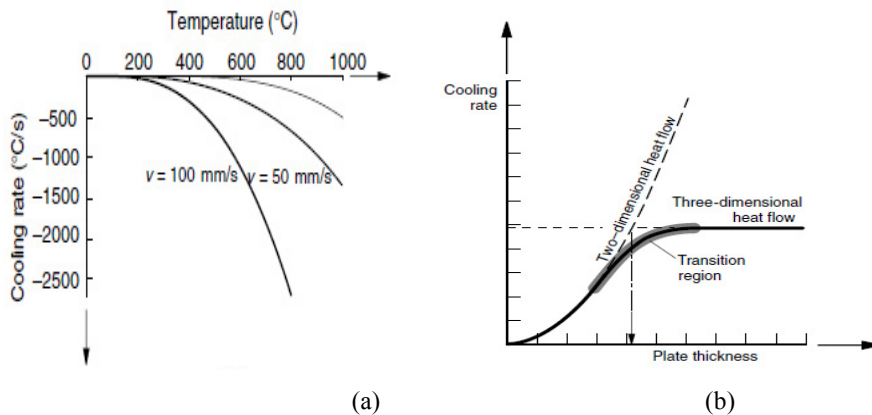 Temperature (°C)
0 200 400 600 800 1000
Cooling rate (°C/s)
−500
−1000
−1500
−2000
−2500
v = 100 mm/s
v = 50 mm/s
(a)
Cooling
rate
Two-dimensional heat flow
Three-dimensional
heat flow
Transition
region
Plate thickness
(b)